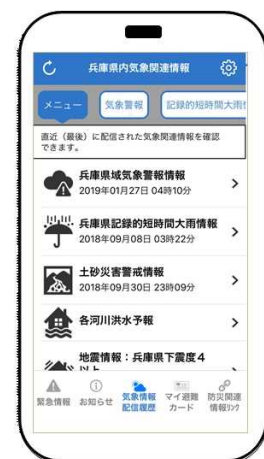 兵庫県内気象関連情報
メニュー 気象警報 記録的短時間大雨
直近（最後）に配信された気象関連情報を確認
できます。
兵庫県域気象警報情報
2019年01月27日 04時10分
兵庫県記録的短時間大雨情報
2018年09月08日 03時22分
土砂災害警戒情報
2018年09月30日 23時09分
各河川洪水予報
地震情報：兵庫県下震度４
以上
緊急情報 お知らせ 気象情報 マイ避難 防災関連
配信履歴 カード 情報リンク